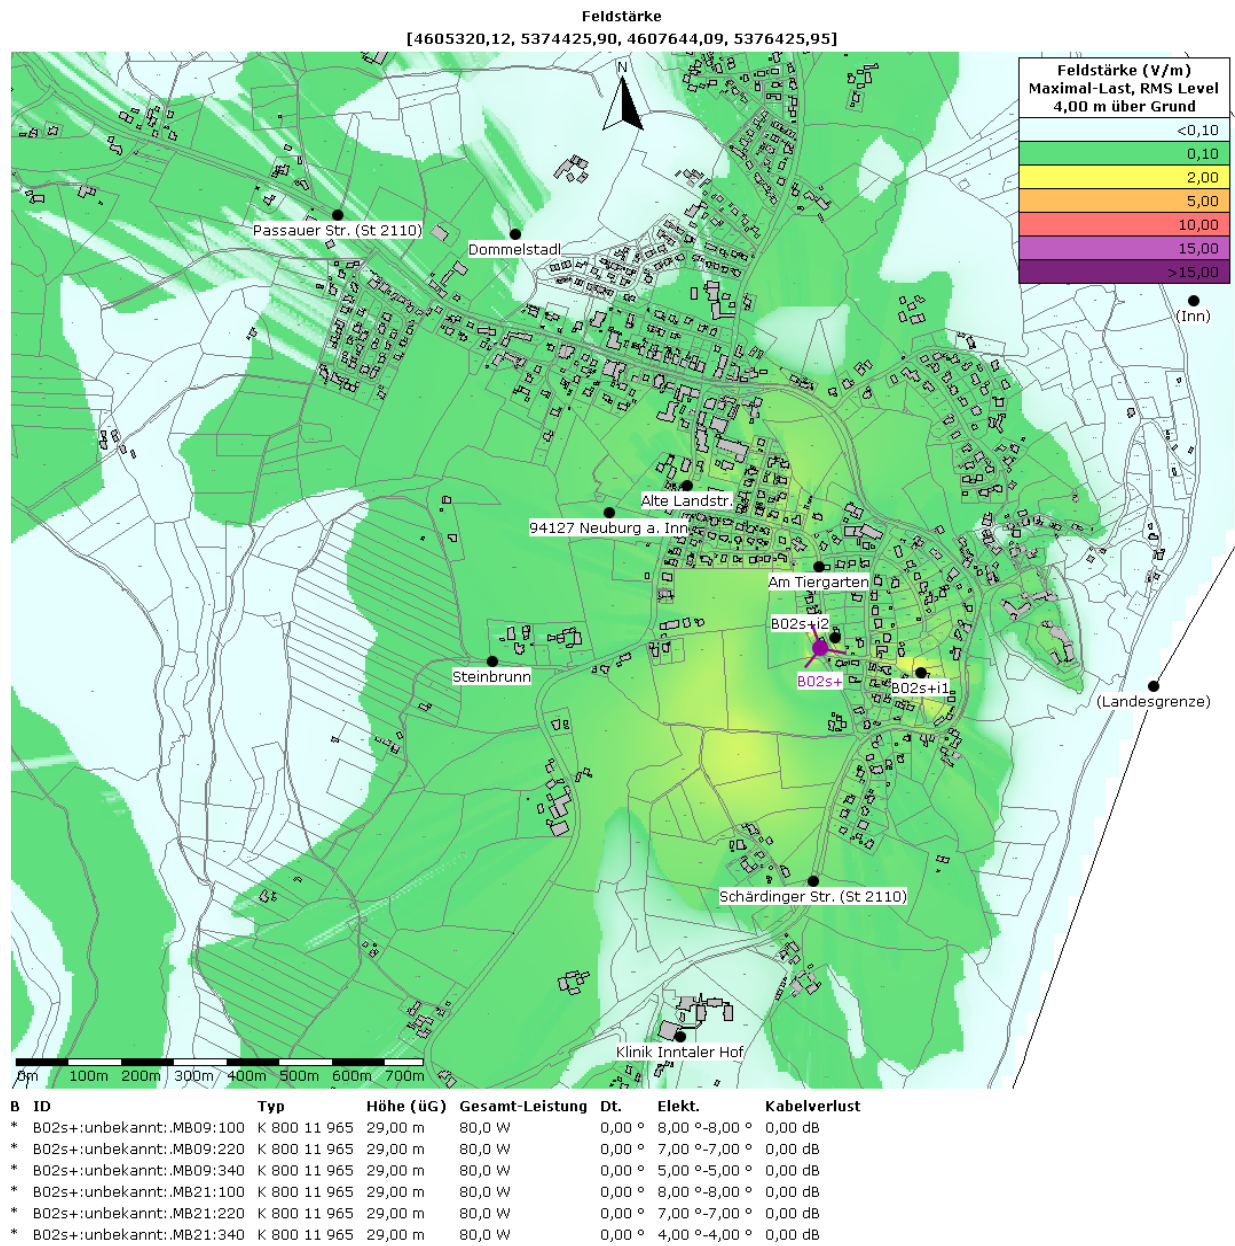 Feldstärke
[4605320,12, 5374425,90, 4607644,09, 5376425,95]
N
Feldstärke (V/m)
Maximal-Last, RMS Level
4,00 m über Grund
<0,10
0,10
2,00
5,00
10,00
15,00
>15,00
Passauer Str. (St 2110)
Dommelstadl
(Inn)
Alte Landstr.
94127 Neuburg a. Inn
Am Tiergarten
B02s+i2
Steinbrunn
B02s+
B02s+i1
(Landesgrenze)
Schärdinger Str. (St 2110)
Klinik Inntaler Hof
0m 100m 200m 300m 400m 500m 600m 700m
B ID Typ Höhe (üG) Gesamt-Leistung Dt. Elekt. Kabelverlust
* B02s+:unbekannt:.MB09:100 K 800 11 965 29,00 m 80,0 W 0,00 ° 8,00 °-8,00 ° 0,00 dB
* B02s+:unbekannt:.MB09:220 K 800 11 965 29,00 m 80,0 W 0,00 ° 7,00 °-7,00 ° 0,00 dB
* B02s+:unbekannt:.MB09:340 K 800 11 965 29,00 m 80,0 W 0,00 ° 5,00 °-5,00 ° 0,00 dB
* B02s+:unbekannt:.MB21:100 K 800 11 965 29,00 m 80,0 W 0,00 ° 8,00 °-8,00 ° 0,00 dB
* B02s+:unbekannt:.MB21:220 K 800 11 965 29,00 m 80,0 W 0,00 ° 7,00 °-7,00 ° 0,00 dB
* B02s+:unbekannt:.MB21:340 K 800 11 965 29,00 m 80,0 W 0,00 ° 4,00 °-4,00 ° 0,00 dB